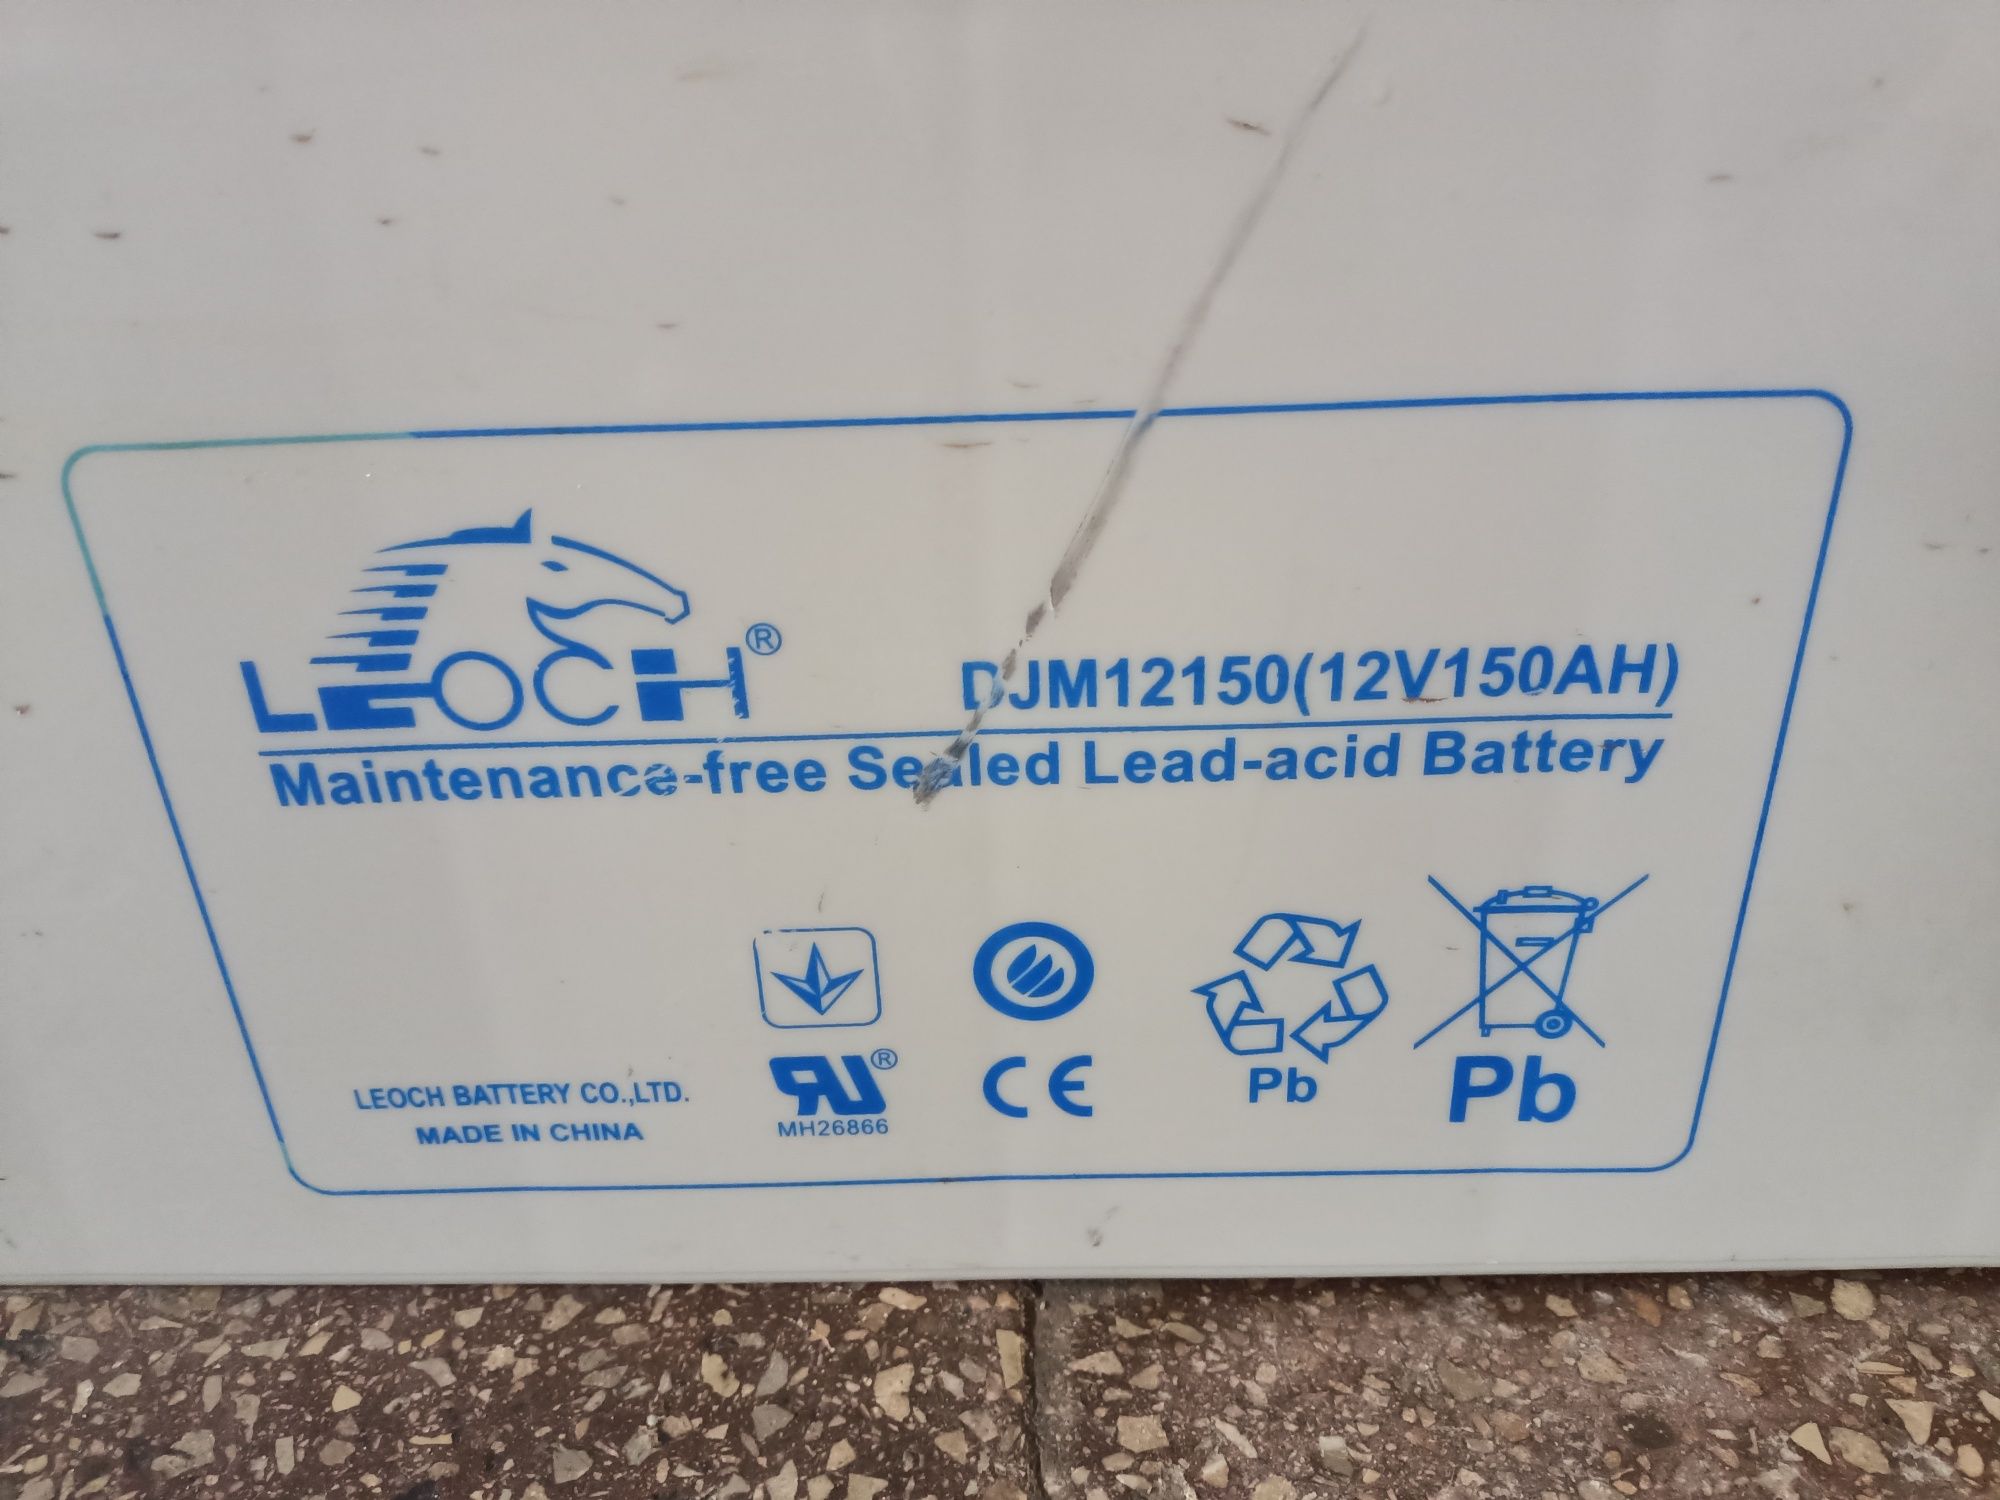 LEOCH®
DJM12150(12V150AH)
Maintenance-free Sealed Lead-acid Battery
LEOCH BATTERY CO.,LTD.
MADE IN CHINA
RU®
MH26866
CE
Pb
Pb